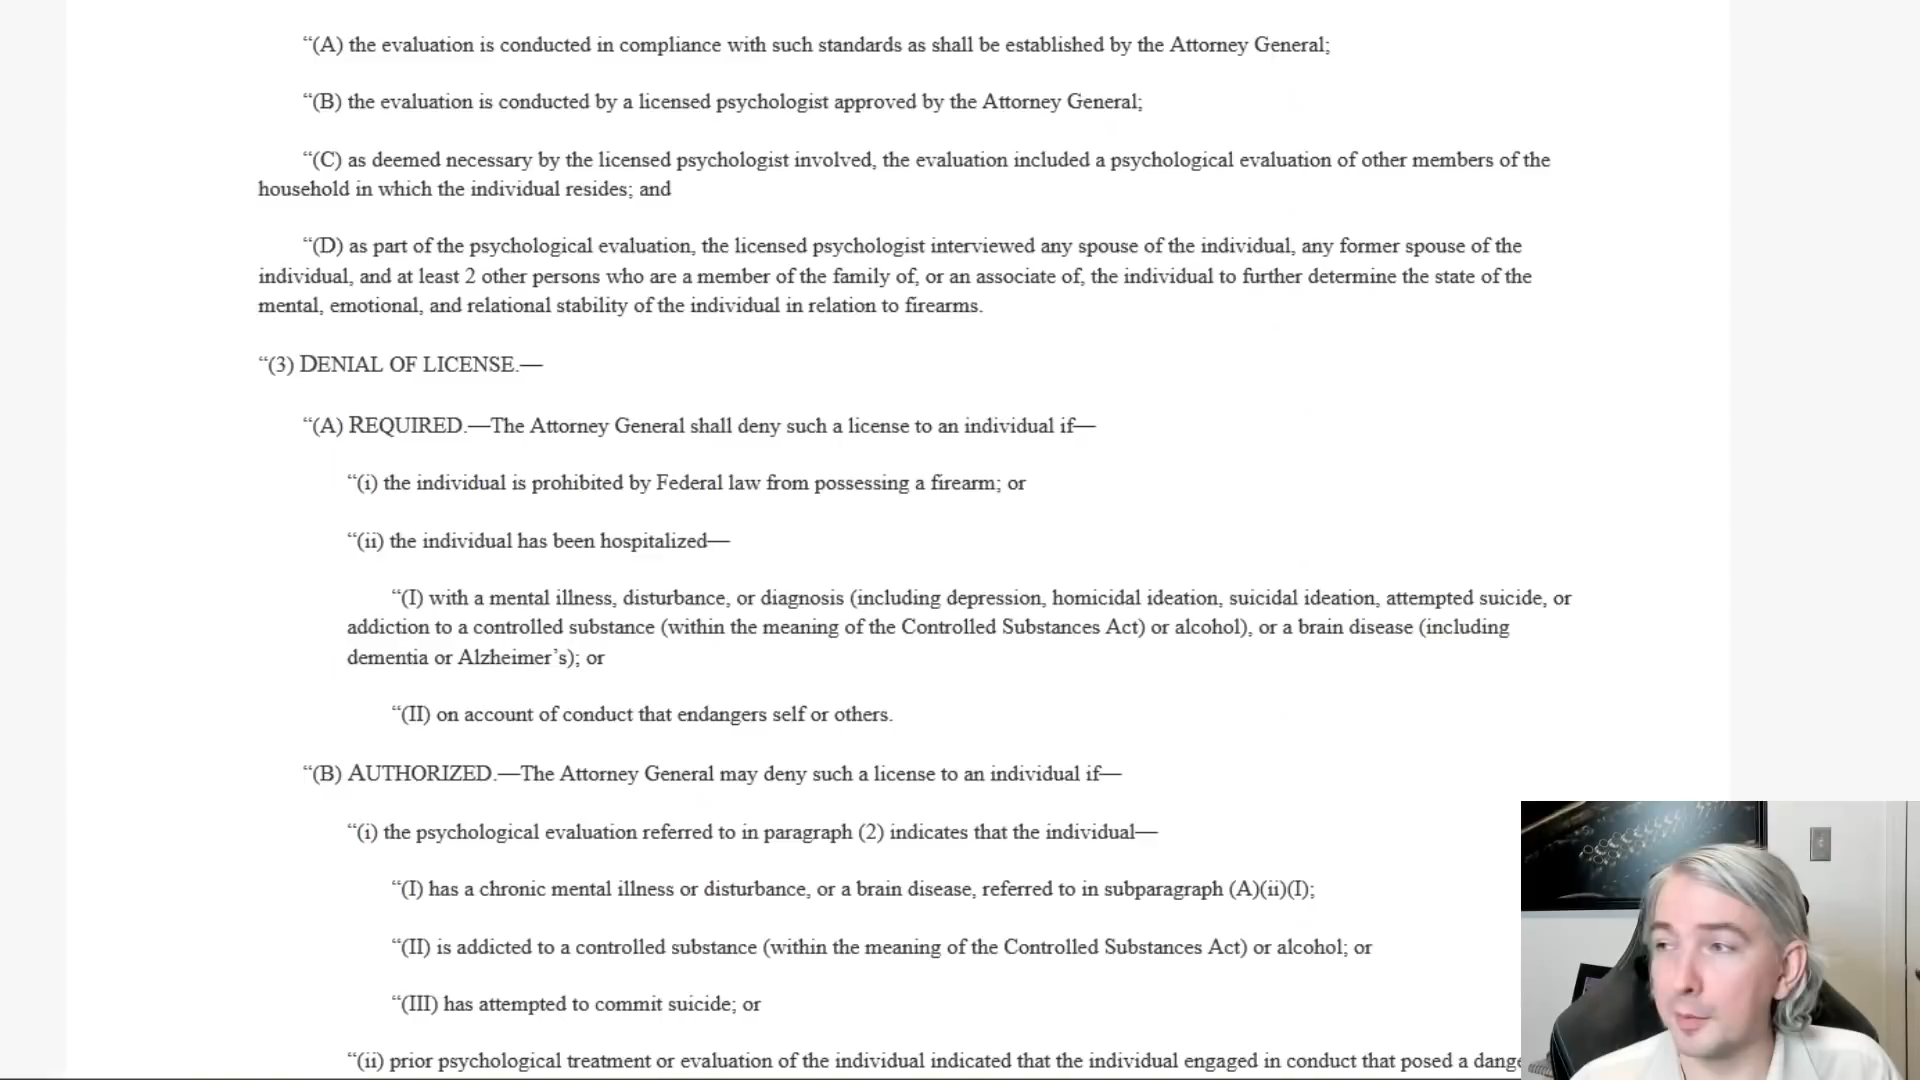 “(A) the evaluation is conducted in compliance with such standards as shall be established by the Attorney General;
“(B) the evaluation is conducted by a licensed psychologist approved by the Attorney General;
“(C) as deemed necessary by the licensed psychologist involved, the evaluation included a psychological evaluation of other members of the
household in which the individual resides; and
“(D) as part of the psychological evaluation, the licensed psychologist interviewed any spouse of the individual, any former spouse of the
individual, and at least 2 other persons who are a member of the family of, or an associate of, the individual to further determine the state of the
mental, emotional, and relational stability of the individual in relation to firearms.
“(3) DENIAL OF LICENSE.—
“(A) REQUIRED.—The Attorney General shall deny such a license to an individual if—
“(i) the individual is prohibited by Federal law from possessing a firearm; or
“(ii) the individual has been hospitalized—
“(I) with a mental illness, disturbance, or diagnosis (including depression, homicidal ideation, suicidal ideation, attempted suicide, or
addiction to a controlled substance (within the meaning of the Controlled Substances Act) or alcohol), or a brain disease (including
dementia or Alzheimer’s); or
“(II) on account of conduct that endangers self or others.
“(B) AUTHORIZED.—The Attorney General may deny such a license to an individual if—
“(i) the psychological evaluation referred to in paragraph (2) indicates that the individual—
“(I) has a chronic mental illness or disturbance, or a brain disease, referred to in subparagraph (A)(ii)(I);
“(II) is addicted to a controlled substance (within the meaning of the Controlled Substances Act) or alcohol; or
“(III) has attempted to commit suicide; or
“(ii) prior psychological treatment or evaluation of the individual indicated that the individual engaged in conduct that posed a dange